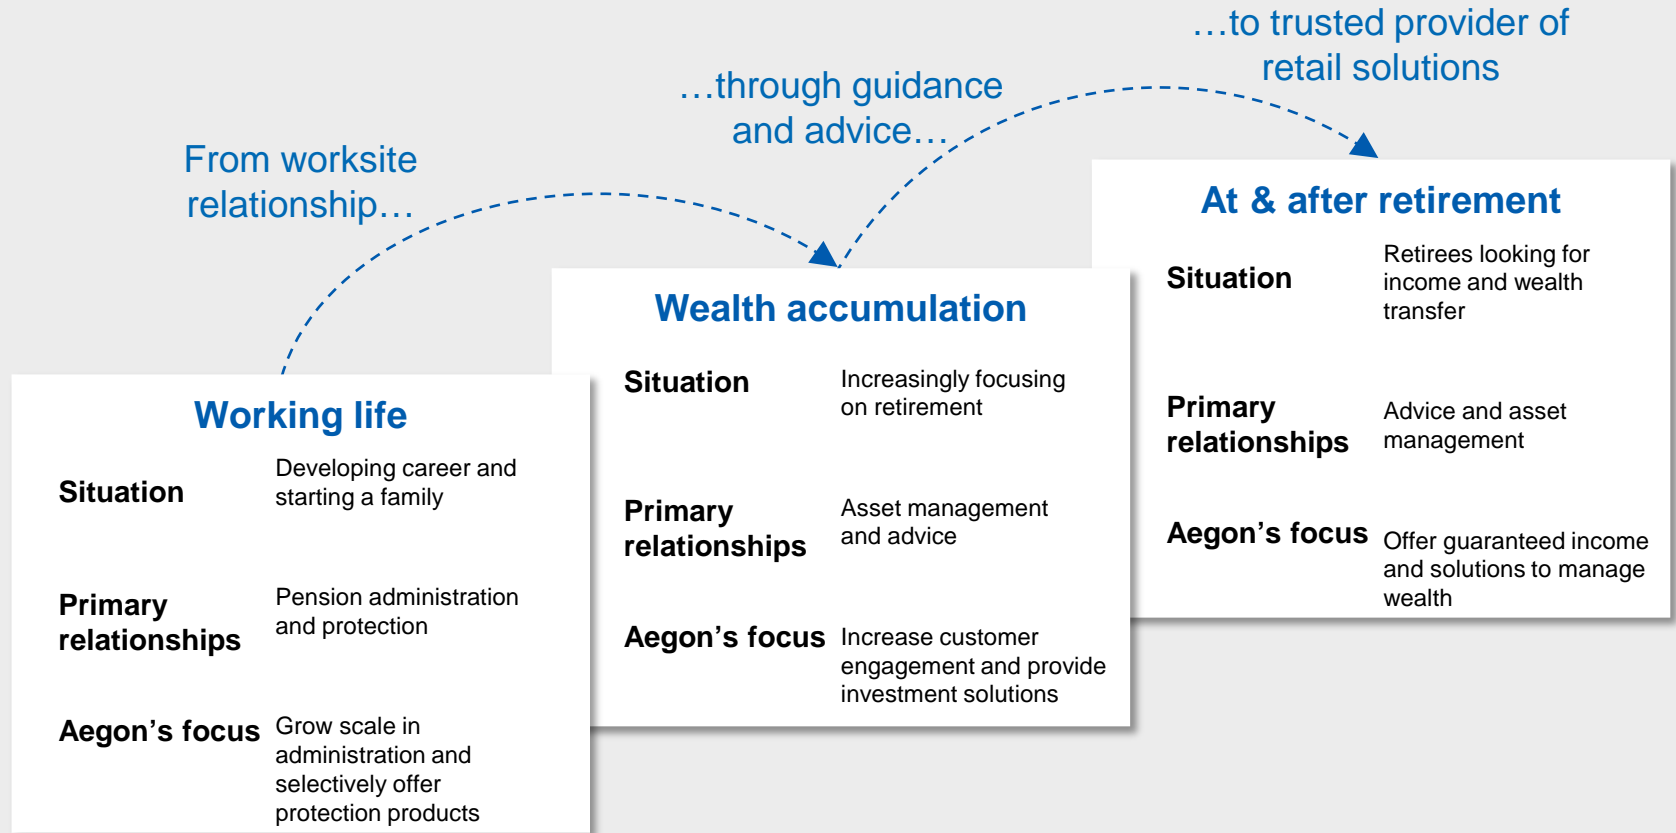 From worksite
relationship…
…through guidance
and advice…
…to trusted provider of
retail solutions
Working life
Situation
Developing career and
starting a family
Primary
relationships
Pension administration
and protection
Aegon’s focus
Grow scale in
administration and
selectively offer
protection products
Wealth accumulation
Situation
Increasingly focusing
on retirement
Primary
relationships
Asset management
and advice
Aegon’s focus
Increase customer
engagement and provide
investment solutions
At & after retirement
Situation
Retirees looking for
income and wealth
transfer
Primary
relationships
Advice and asset
management
Aegon’s focus
Offer guaranteed income
and solutions to manage
wealth